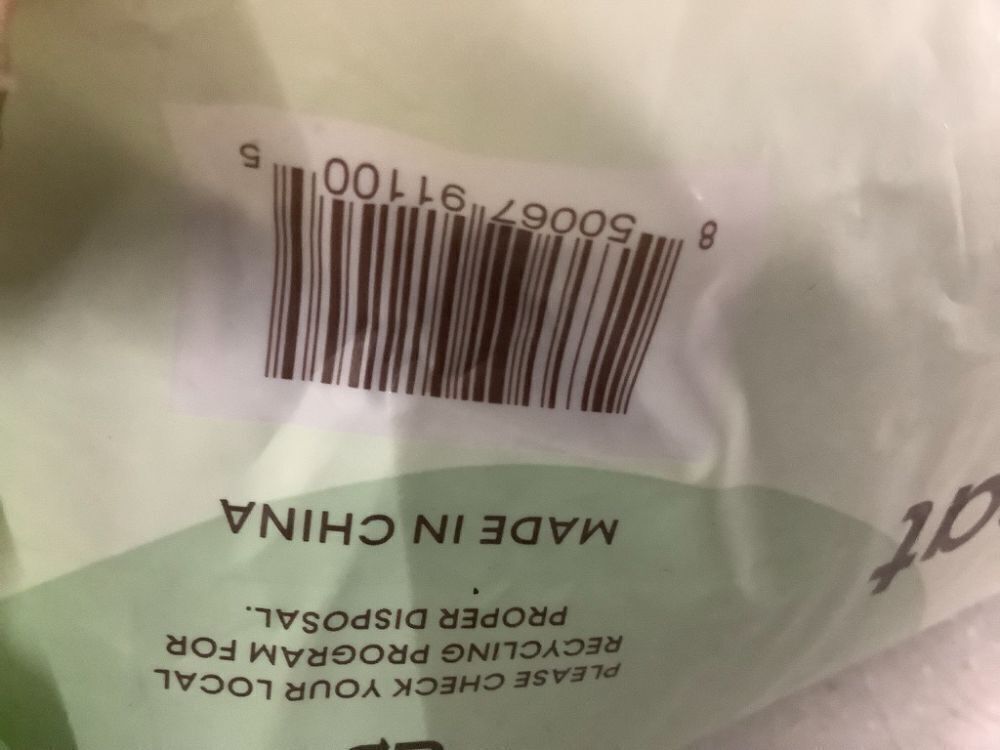 PLEASE CHECK YOUR LOCAL
RECYCLING PROGRAM FOR
PROPER DISPOSAL.
MADE IN CHINA
8 50067 91100 5